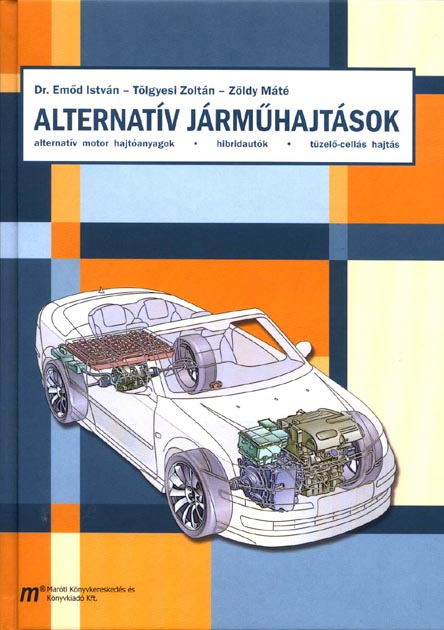 Dr. Emőd István – Tölgyesi Zoltán – Zöldy Máté
ALTERNATÍV JÁRMŰHAJTÁSOK
alternatív motor hajtóanyagok • hibridautók • tüzelő-cellás hajtás
m® Maróti Könyvkereskedés és
Könyvkiadó Kft.